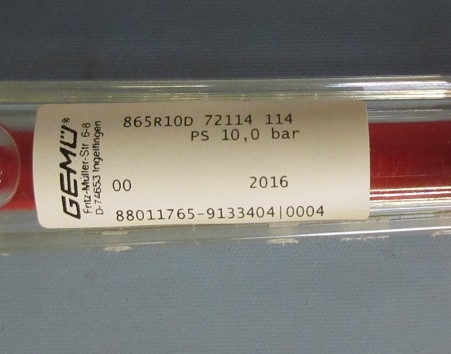 GEMÜ®
Fritz-Müller-Str. 6-8
D-74653 Ingelfingen
865R10D 72114 114
PS 10,0 bar
00 2016
88011765-9133404|0004